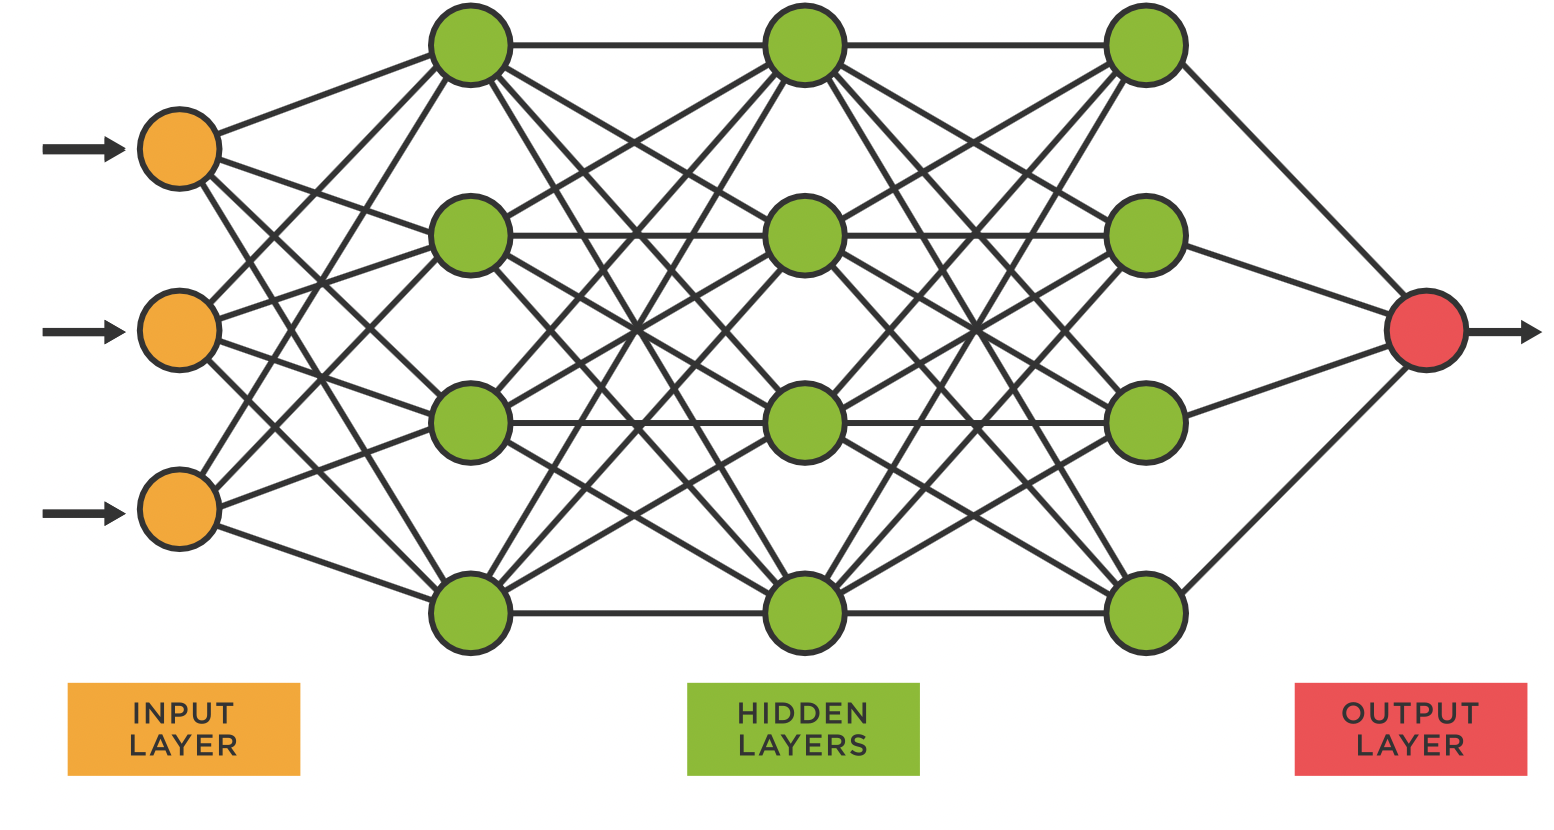 INPUT
LAYER
HIDDEN
LAYERS
OUTPUT
LAYER